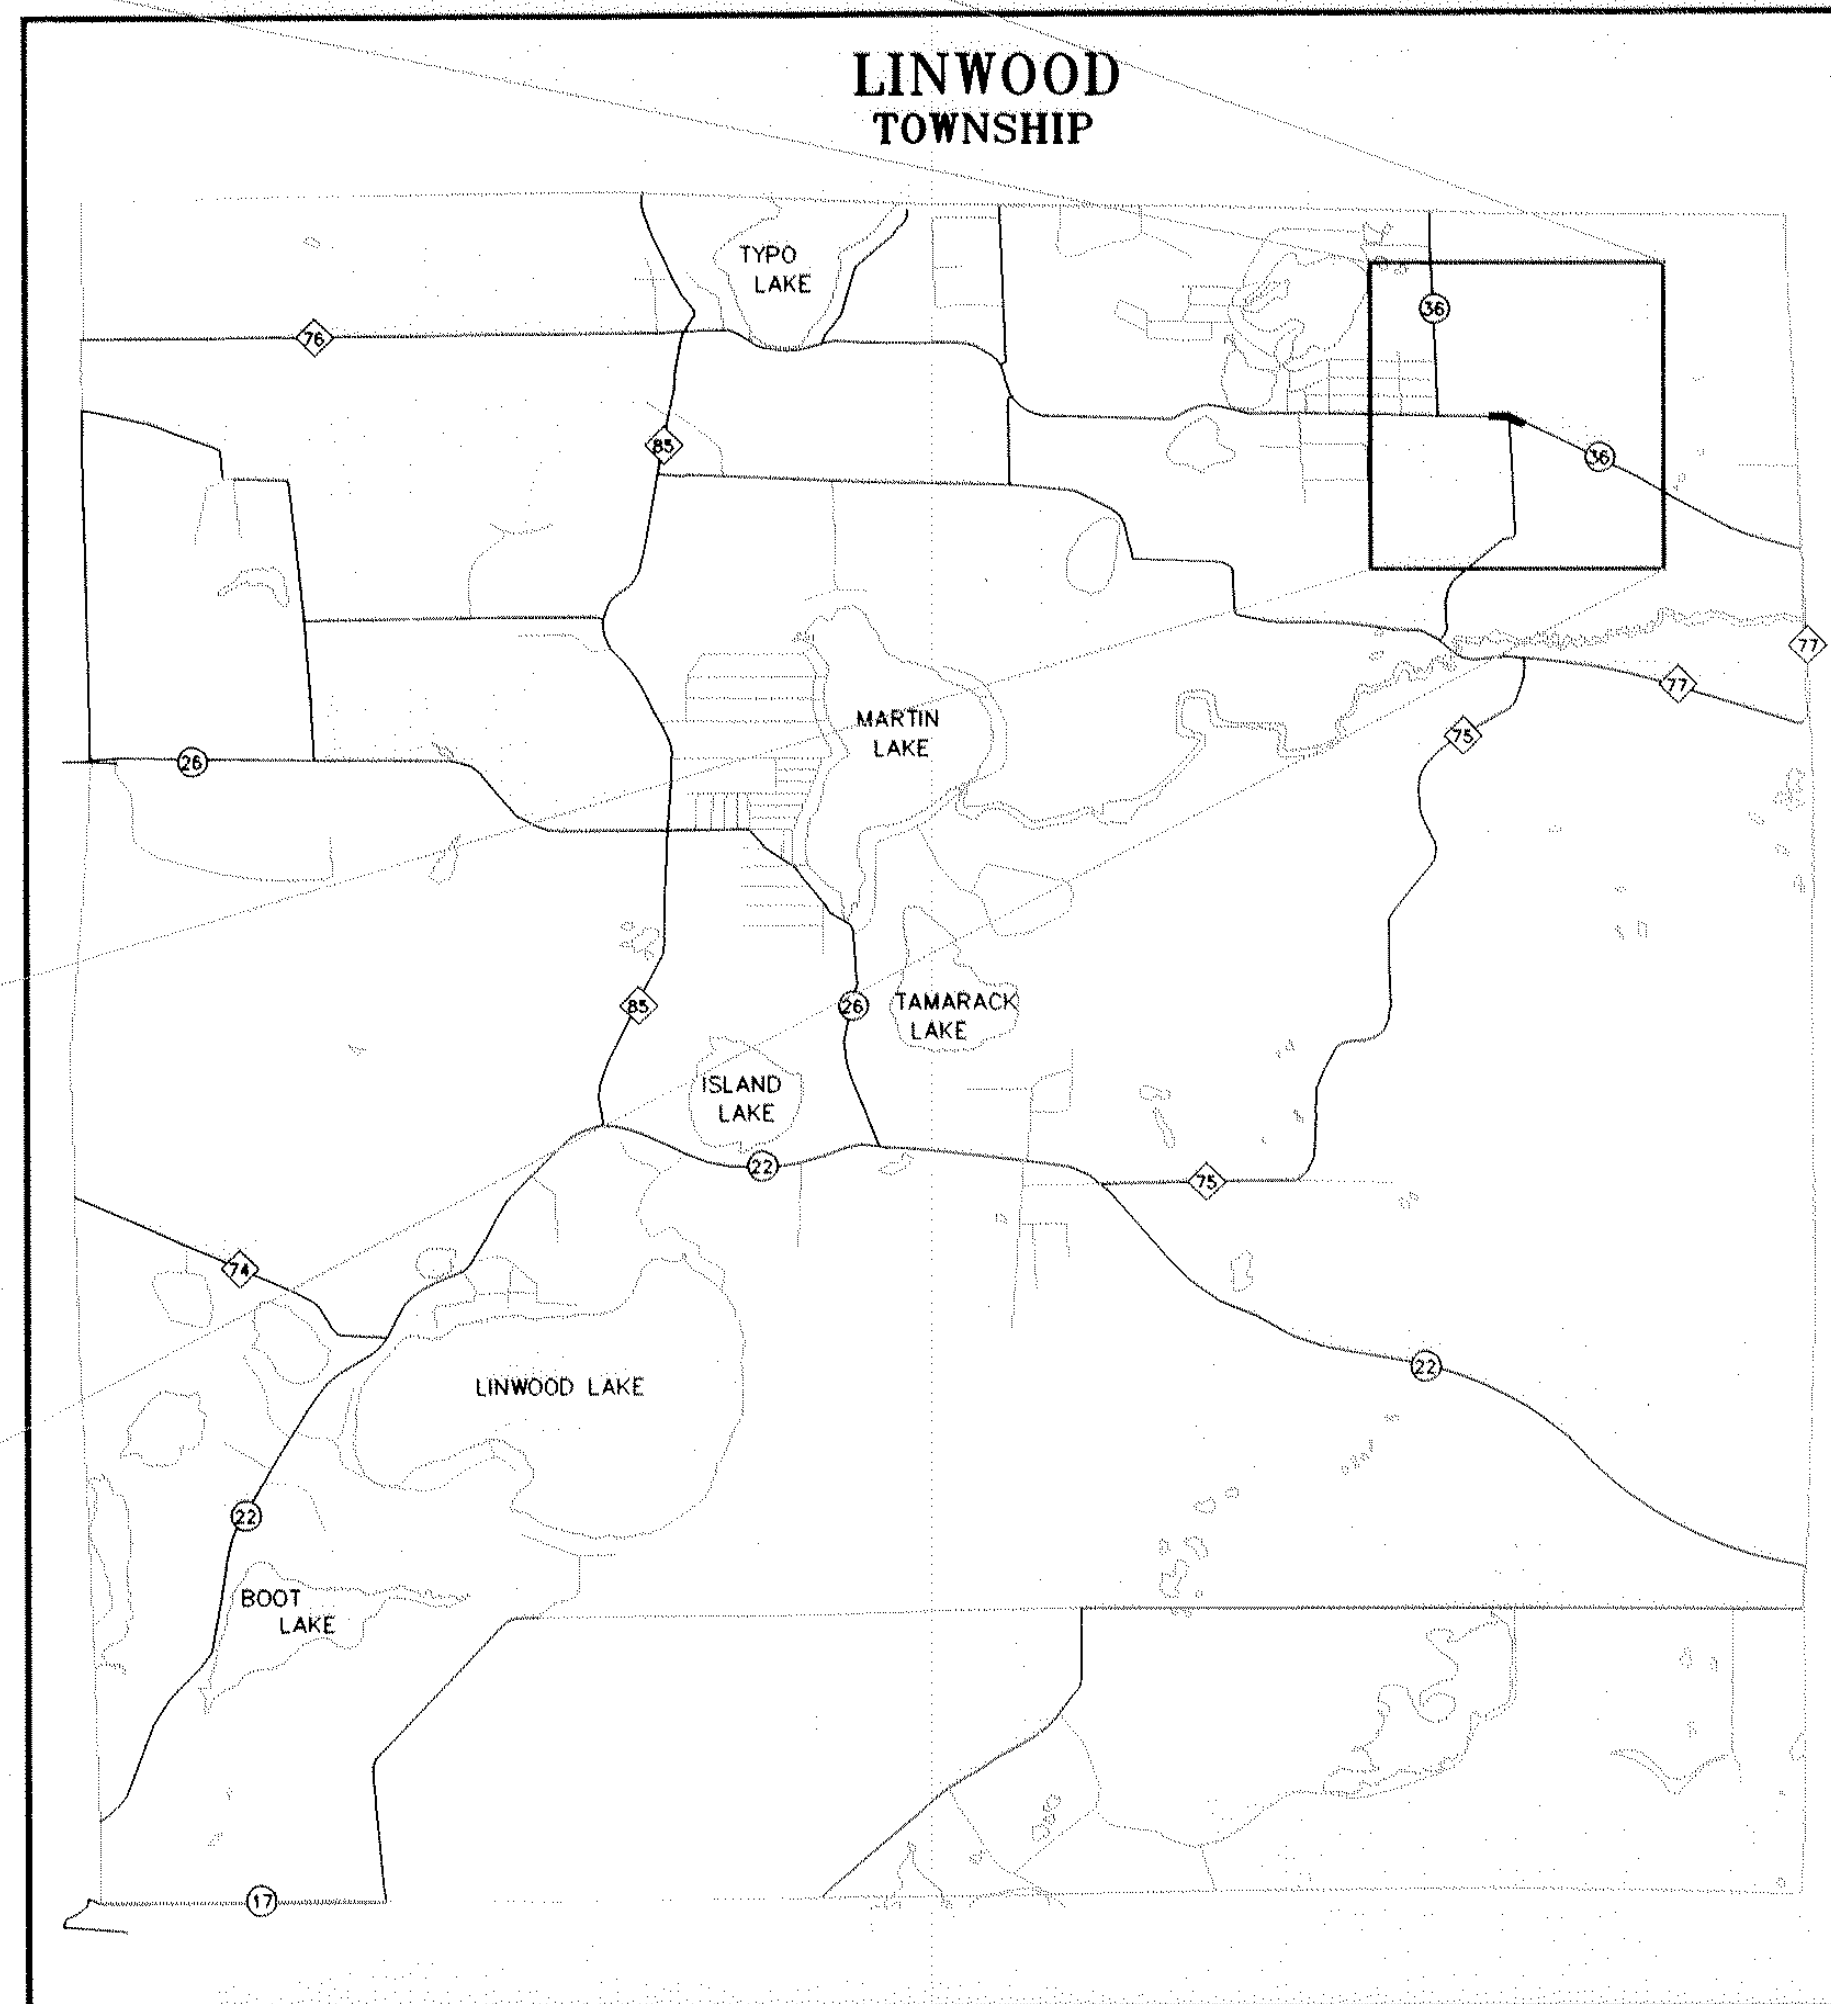 LINWOOD
TOWNSHIP
TYPO
LAKE
36
76
85
36
77
77
MARTIN
LAKE
75
26
85
26
TAMARACK
LAKE
ISLAND
LAKE
22
75
74
22
LINWOOD LAKE
22
BOOT
LAKE
17